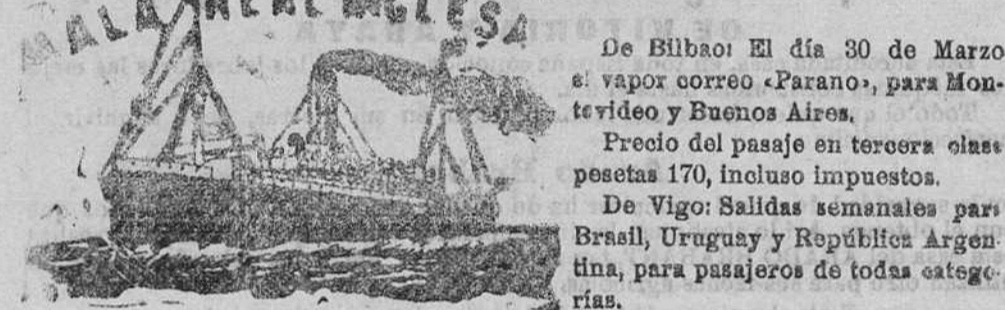 MALA REAL INGLESA
De Bilbao: El día 30 de Marzo
el vapor correo «Parano», para Mon-
tevideo y Buenos Aires.
Precio del pasaje en tercera clase
pesetas 170, incluso impuestos.
De Vigo: Salidas semanales para
Brasil, Uruguay y República Argen-
tina, para pasajeros de todas catego-
rías.